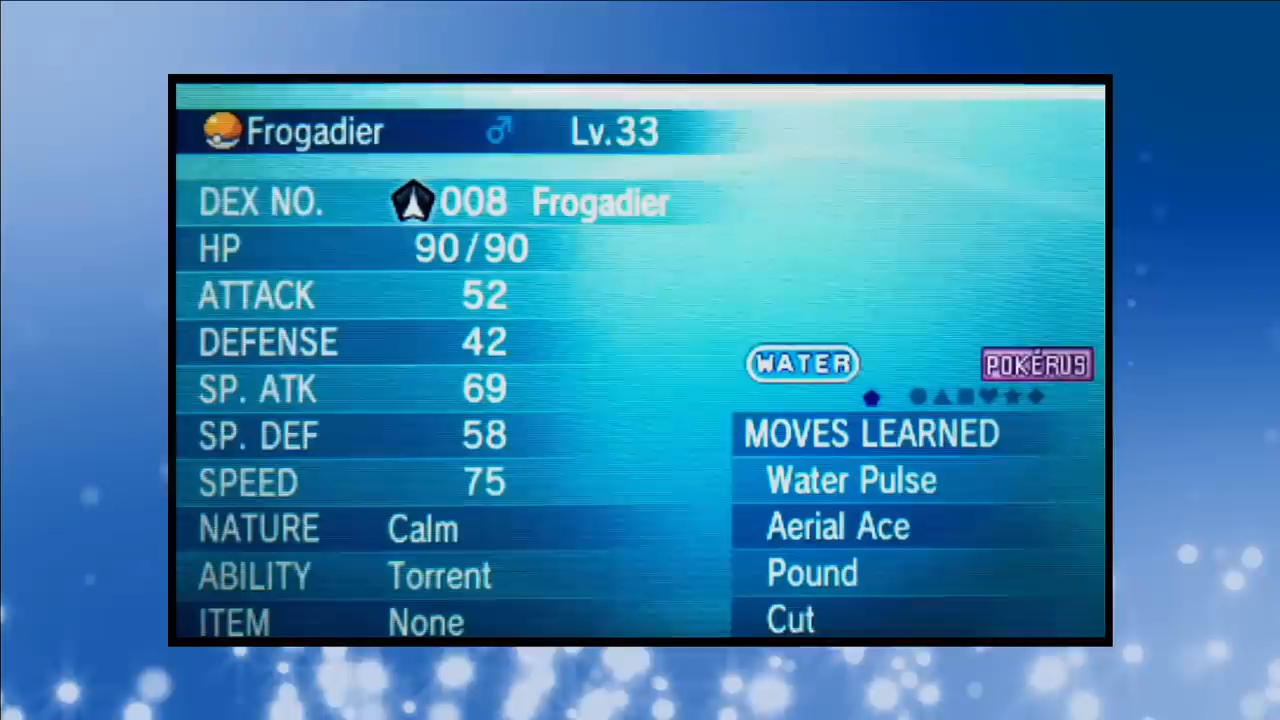 Frogadier ♂ Lv.33
DEX NO. 008 Frogadier
HP 90/90
ATTACK 52
DEFENSE 42
SP. ATK 69
SP. DEF 58
SPEED 75
NATURE Calm
ABILITY Torrent
ITEM None
WATER POKÉRUS
MOVES LEARNED
Water Pulse
Aerial Ace
Pound
Cut